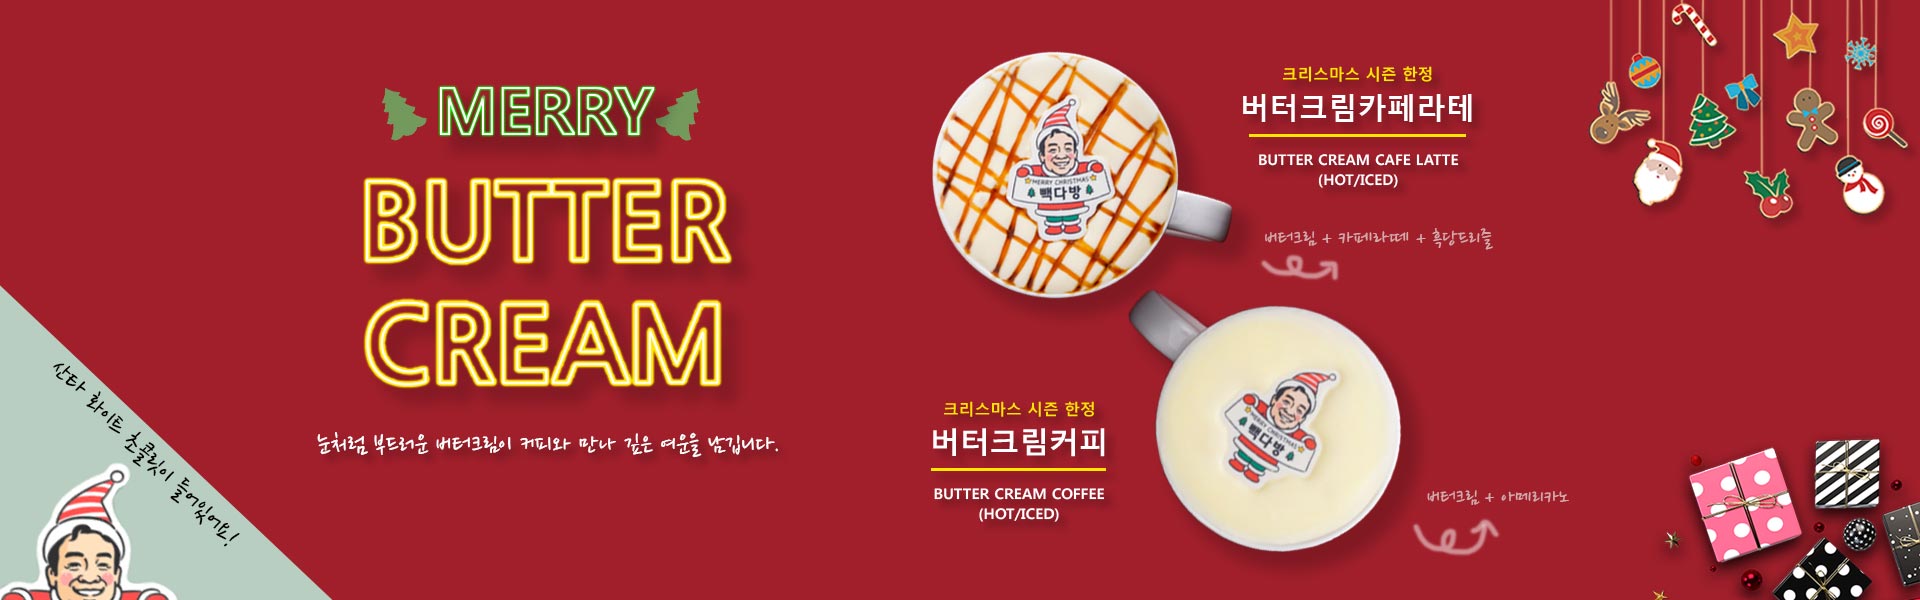 MERRY
BUTTER
CREAM
눈처럼 부드러운 버터크림이 커피와 만나 깊은 여운을 남깁니다.
산타 화이트 초콜릿이 들어있어요!
크리스마스 시즌 한정
버터크림카페라테
BUTTER CREAM CAFE LATTE
(HOT/ICED)
버터크림 + 카페라떼 + 흑당드리즐
MERRY CHRISTMAS
빽다방
크리스마스 시즌 한정
버터크림커피
BUTTER CREAM COFFEE
(HOT/ICED)
버터크림 + 아메리카노
MERRY CHRISTMAS
빽다방